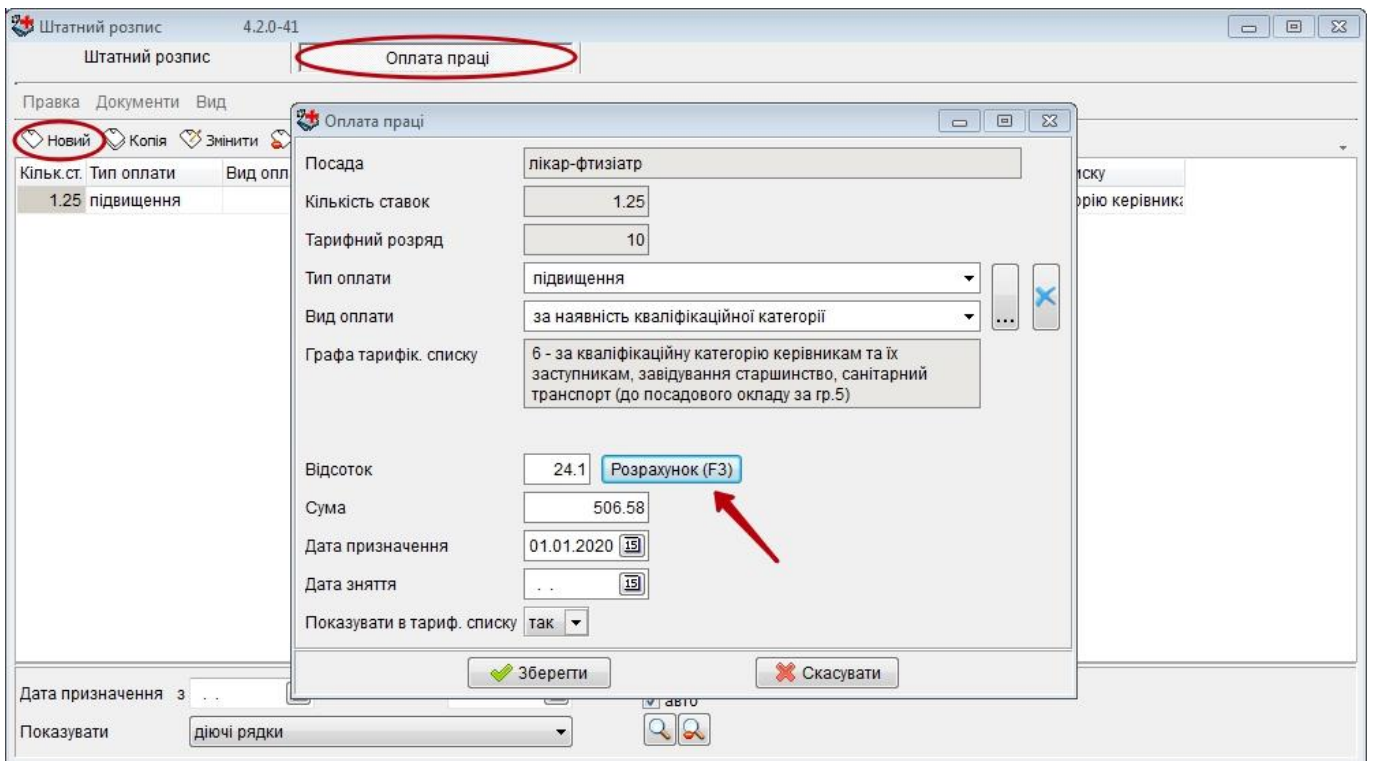 Штатний розпис 4.2.0-41
Штатний розпис Оплата праці
Правка Документи Вид
Новий Копія Змінити
Кільк.ст. Тип оплати Вид опл
1.25 підвищення
Оплата праці
Посада лікар-фтизіатр
Кількість ставок 1.25
Тарифний розряд 10
Тип оплати підвищення
Вид оплати за наявність кваліфікаційної категорії ...
Графа тарифік. списку 6 - за кваліфікаційну категорію керівникам та їх
заступникам, завідування старшинство, санітарний
транспорт (до посадового окладу за гр.5)
Відсоток 24.1 Розрахунок (F3)
Сума 506.58
Дата призначення 01.01.2020 15
Дата зняття . . 15
Показувати в тариф. списку так
Зберегти Скасувати
иску
орію керівника
Дата призначення з . . авто
Показувати діючі рядки